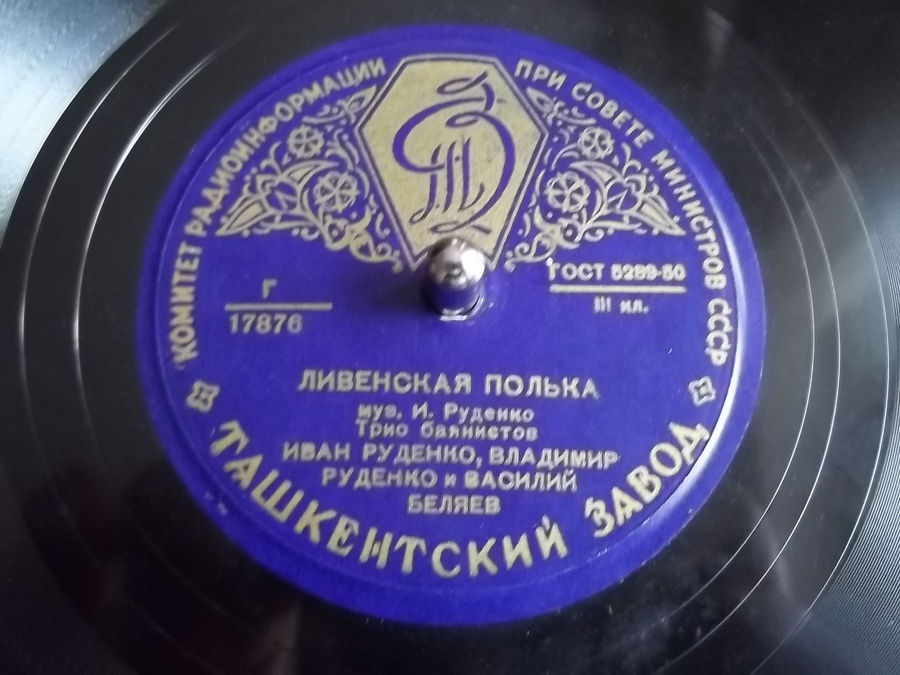 КОМИТЕТ РАДИОИНФОРМАЦИИ ПРИ СОВЕТЕ МИНИСТРОВ СССР
Г
17876
ГОСТ 5289-50
III ил.
ЛИВЕНСКАЯ ПОЛЬКА
муз. И. Руденко
Трио баянистов
ИВАН РУДЕНКО, ВЛАДИМИР
РУДЕНКО и ВАСИЛИЙ
БЕЛЯЕВ
ТАШКЕНТСКИЙ ЗАВОД